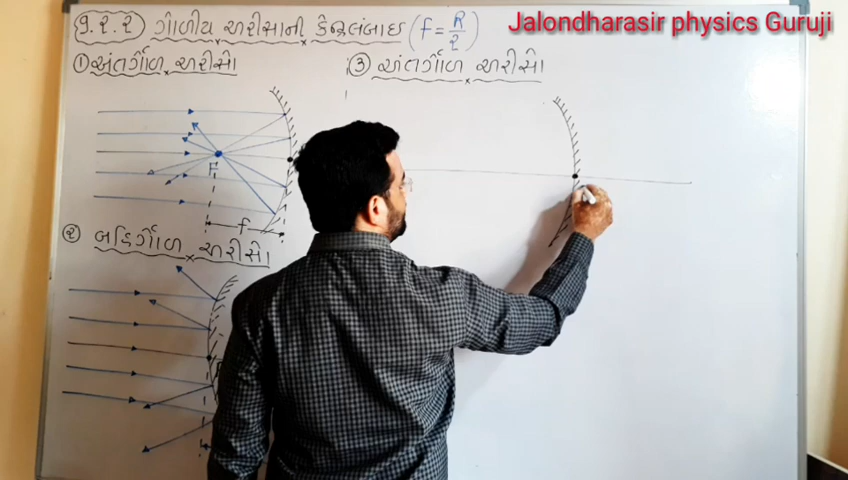 Jalondharasir physics Guruji
૧.૨.૨ ગોળીય અરીસાની કેન્દ્રલંબાઇ (f = R/2)
① અંતર્ગોળ અરીસો
F
f
② બહિર્ગોળ અરીસો
③ અંતર્ગોળ અરીસો